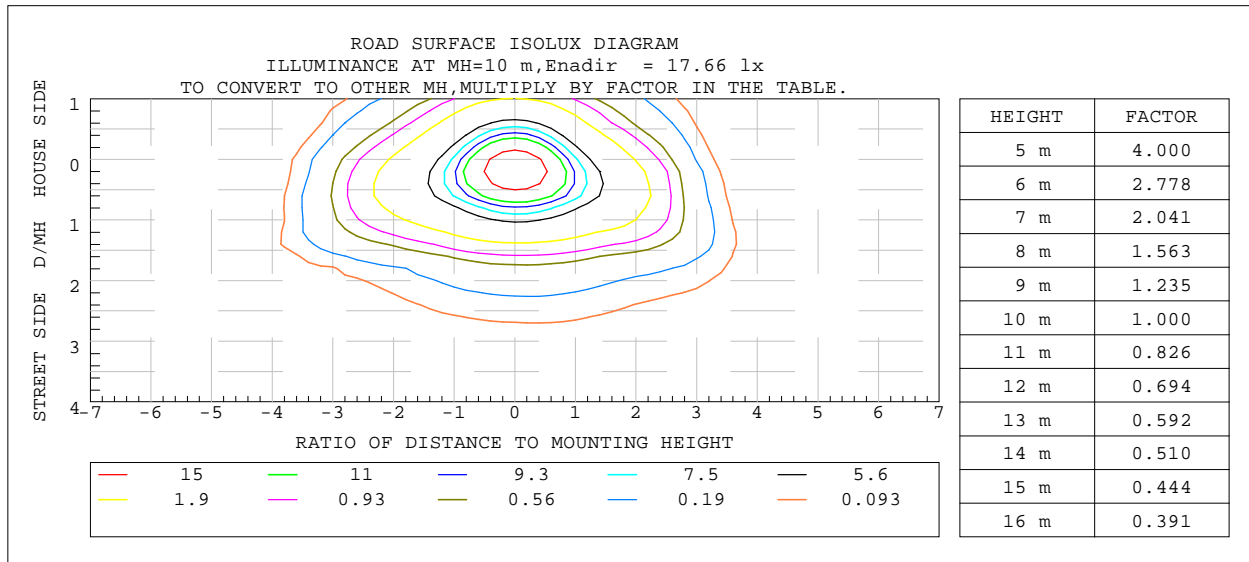 ROAD SURFACE ISOLUX DIAGRAM
ILLUMINANCE AT MH=10 m,Enadir = 17.66 lx
TO CONVERT TO OTHER MH,MULTIPLY BY FACTOR IN THE TABLE.
STREET SIDE D/MH HOUSE SIDE
1
0
1
2
3
4
-7 -6 -5 -4 -3 -2 -1 0 1 2 3 4 5 6 7
RATIO OF DISTANCE TO MOUNTING HEIGHT
15 11 9.3 7.5 5.6
1.9 0.93 0.56 0.19 0.093
HEIGHT FACTOR
5 m 4.000
6 m 2.778
7 m 2.041
8 m 1.563
9 m 1.235
10 m 1.000
11 m 0.826
12 m 0.694
13 m 0.592
14 m 0.510
15 m 0.444
16 m 0.391